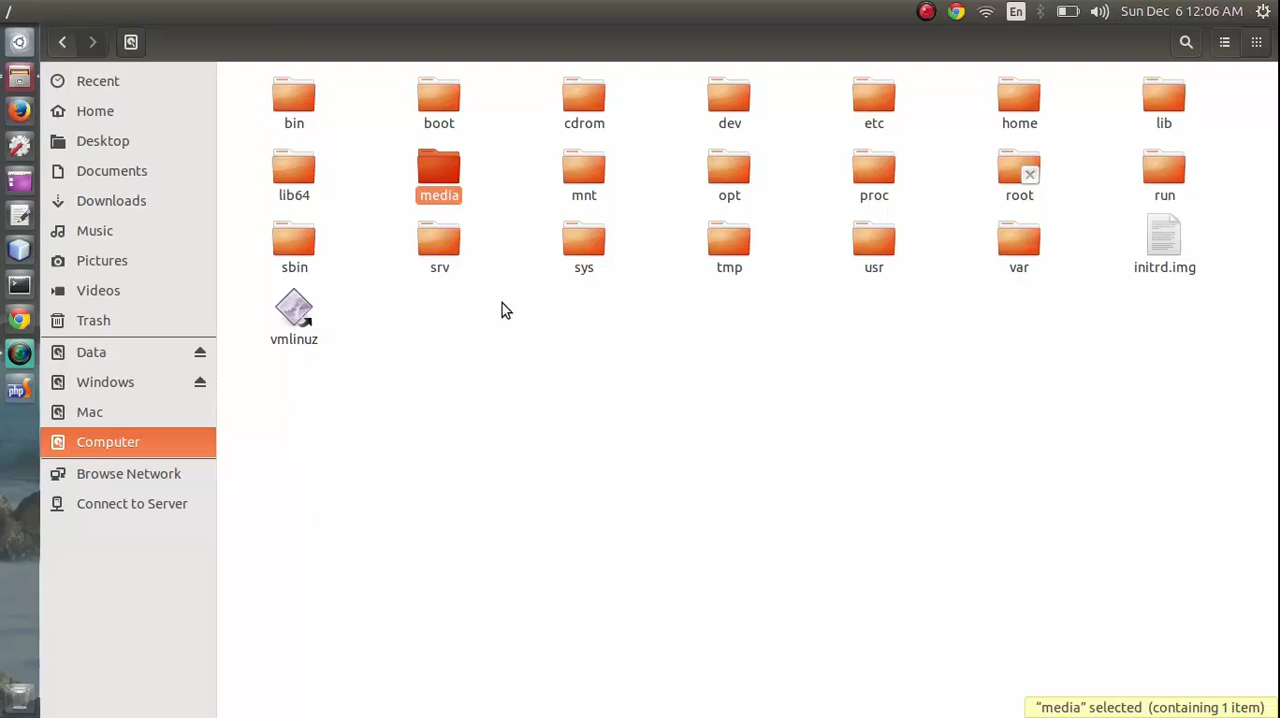 /
En
Sun Dec 6 12:06 AM
Recent
Home
Desktop
Documents
Downloads
Music
Pictures
Videos
Trash
Data
Windows
Mac
Computer
Browse Network
Connect to Server
bin boot cdrom dev etc home lib
lib64 media mnt opt proc root run
sbin srv sys tmp usr var initrd.img
vmlinuz
php
“media” selected (containing 1 item)